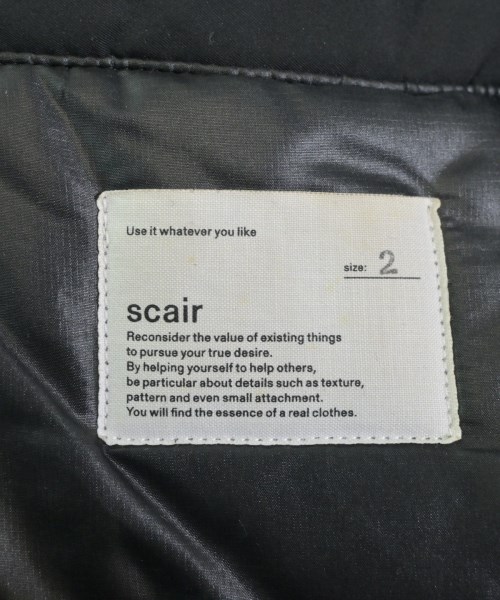 Use it whatever you like
size: 2
scair
Reconsider the value of existing things
to pursue your true desire.
By helping yourself to help others,
be particular about details such as texture,
pattern and even small attachment.
You will find the essence of a real clothes.